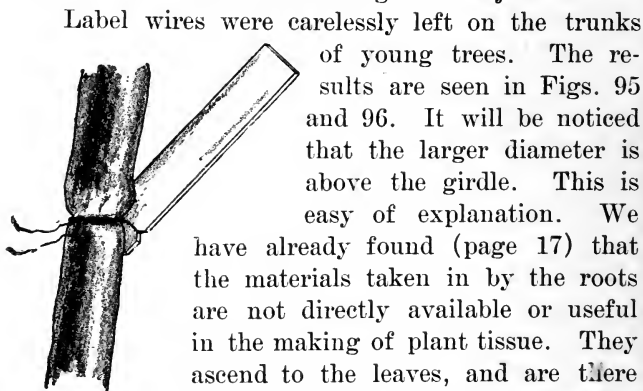 Label wires were carelessly left on the trunks
of young trees. The re-
sults are seen in Figs. 95
and 96. It will be noticed
that the larger diameter is
above the girdle. This is
easy of explanation. We
have already found (page 17) that
the materials taken in by the roots
are not directly available or useful
in the making of plant tissue. They
ascend to the leaves, and are there